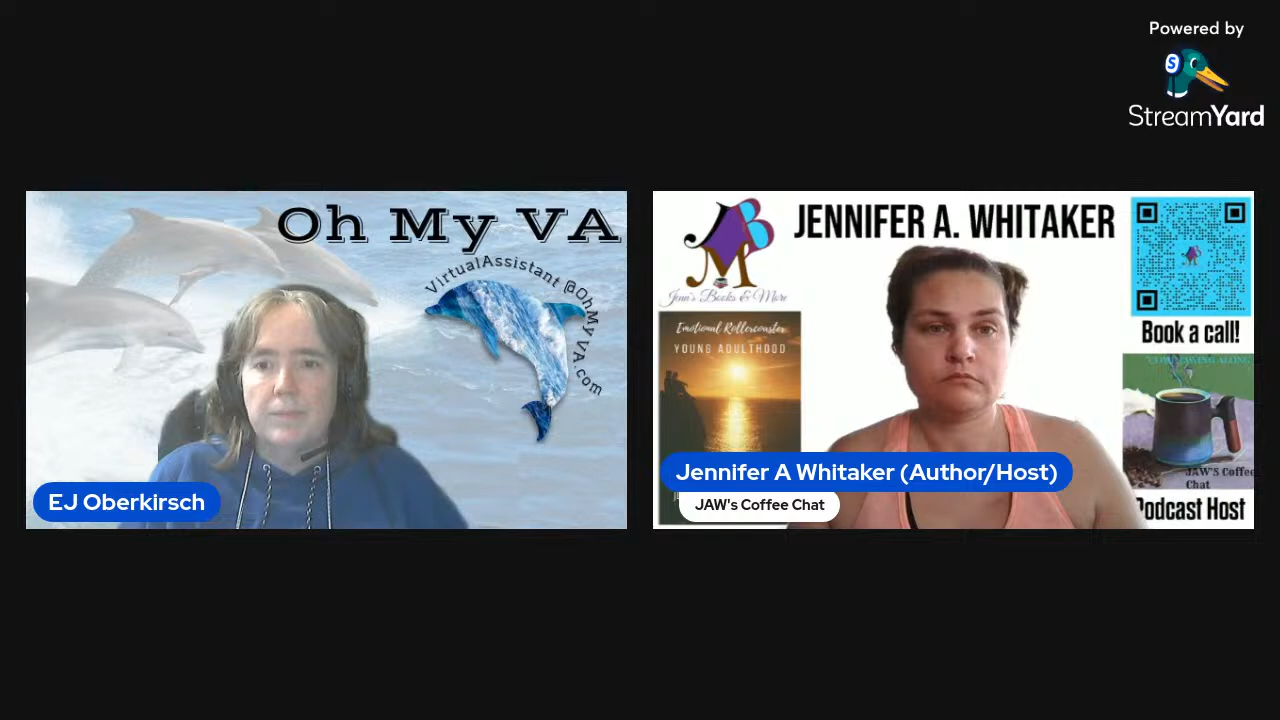 Powered by
S
StreamYard
Oh My VA
VirtualAssistant@OhMyVA.com
EJ Oberkirsch
JBM
Jenn's Books & More
JENNIFER A. WHITAKER
Emotional Rollercoaster
YOUNG ADULTHOOD
Book a call!
JAW'S Coffee
Chat
Podcast Host
Jennifer A Whitaker (Author/Host)
JAW's Coffee Chat